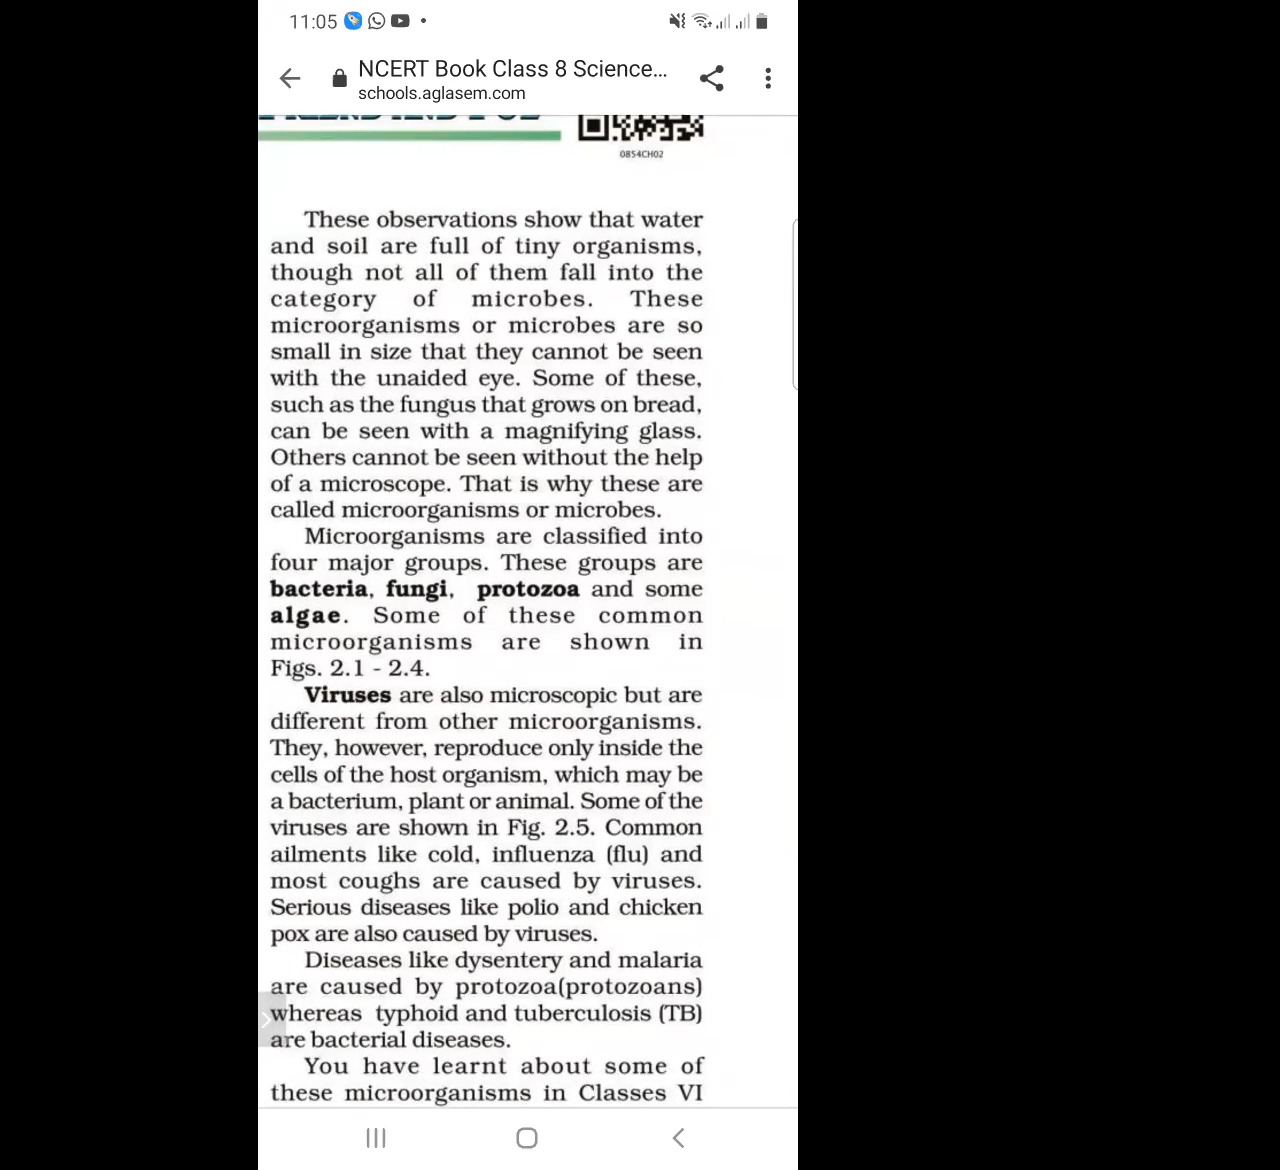 11:05
NCERT Book Class 8 Science...
schools.aglasem.com
0854CH02
These observations show that water
and soil are full of tiny organisms,
though not all of them fall into the
category of microbes. These
microorganisms or microbes are so
small in size that they cannot be seen
with the unaided eye. Some of these,
such as the fungus that grows on bread,
can be seen with a magnifying glass.
Others cannot be seen without the help
of a microscope. That is why these are
called microorganisms or microbes.
Microorganisms are classified into
four major groups. These groups are
bacteria, fungi, protozoa and some
algae. Some of these common
microorganisms are shown in
Figs. 2.1 - 2.4.
Viruses are also microscopic but are
different from other microorganisms.
They, however, reproduce only inside the
cells of the host organism, which may be
a bacterium, plant or animal. Some of the
viruses are shown in Fig. 2.5. Common
ailments like cold, influenza (flu) and
most coughs are caused by viruses.
Serious diseases like polio and chicken
pox are also caused by viruses.
Diseases like dysentery and malaria
are caused by protozoa(protozoans)
whereas typhoid and tuberculosis (TB)
are bacterial diseases.
You have learnt about some of
these microorganisms in Classes VI